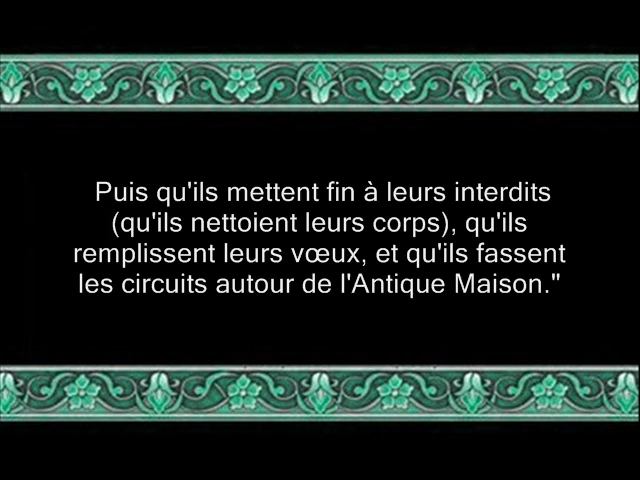 Puis qu'ils mettent fin à leurs interdits
(qu'ils nettoient leurs corps), qu'ils
remplissent leurs vœux, et qu'ils fassent
les circuits autour de l'Antique Maison."